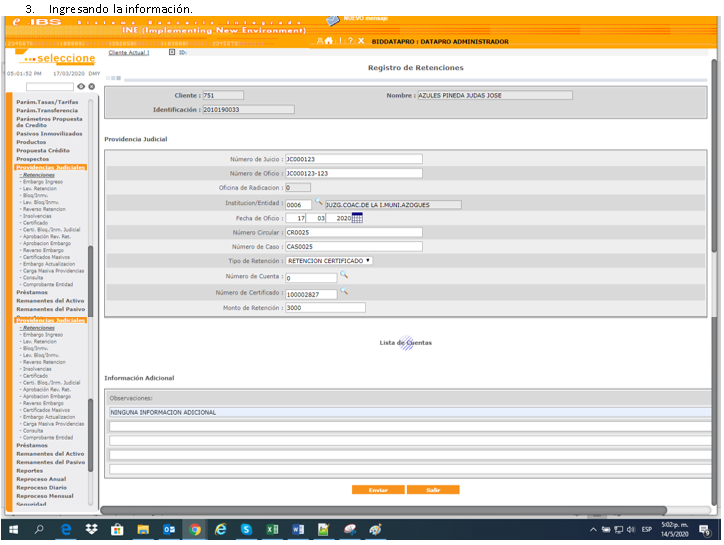 3. Ingresando la información.
e IBS Sistema Bancario Integrado
NUEVO mensaje
INE (Implementing New Environment)
BIDDATAPRO : DATAPRO ADMINISTRADOR
...seleccione
05:01:52 PM 17/03/2020 DMY
Cliente Actual | ID:
Registro de Retenciones
Cliente : 751 Nombre : AZULES PINEDA JUDAS JOSE
Identificación : 2010190033
Providencia Judicial
Número de Juicio : JC000123
Número de Oficio : JC000123-123
Oficina de Radicacion : 0
Institucion/Entidad : 0006 JUZG.COAC.DE LA I.MUNI.AZOGUES
Fecha de Oficio : 17 03 2020
Número Circular : CR0025
Número de Caso : CAS0025
Tipo de Retención : RETENCION CERTIFICADO
Número de Cuenta : 0
Número de Certificado : 100002827
Monto de Retención : 3000
Lista de Cuentas
Información Adicional
Observaciones:
NINGUNA INFORMACION ADICIONAL
Enviar Salir
Parám.Tasas/Tarifas
Parám.Transferencia
Parámetros Propuesta
de Credito
Pasivos Inmovilizados
Productos
Propuesta Crédito
Prospectos
Providencias Judiciales
- Retenciones
- Embargo Ingreso
- Lev. Retencion
- Bloq/Inmv.
- Lev. Bloq/Inmv.
- Reverso Retencion
- Insolvencias
- Certificado
- Certi. Bloq./Inm. Judicial
- Aprobación Rev. Ret.
- Aprobacion Embargo
- Reverso Embargo
- Certificados Masivos
- Embargo Actualizacion
- Carga Masiva Providencias
- Consulta
- Comprobante Entidad
Préstamos
Remanentes del Activo
Remanentes del Pasivo
Providencias Judiciales
- Retenciones
- Embargo Ingreso
- Lev. Retencion
- Bloq/Inmv.
- Lev. Bloq/Inmv.
- Reverso Retencion
- Insolvencias
- Certificado
- Certi. Bloq./Inm. Judicial
- Aprobación Rev. Ret.
- Aprobacion Embargo
- Reverso Embargo
- Certificados Masivos
- Embargo Actualizacion
- Carga Masiva Providencias
- Consulta
- Comprobante Entidad
Préstamos
Remanentes del Activo
Remanentes del Pasivo
Reportes
Reproceso Anual
Reproceso Diario
Reproceso Mensual
Seguridad
ESP
5:02 p. m.
14/5/2020